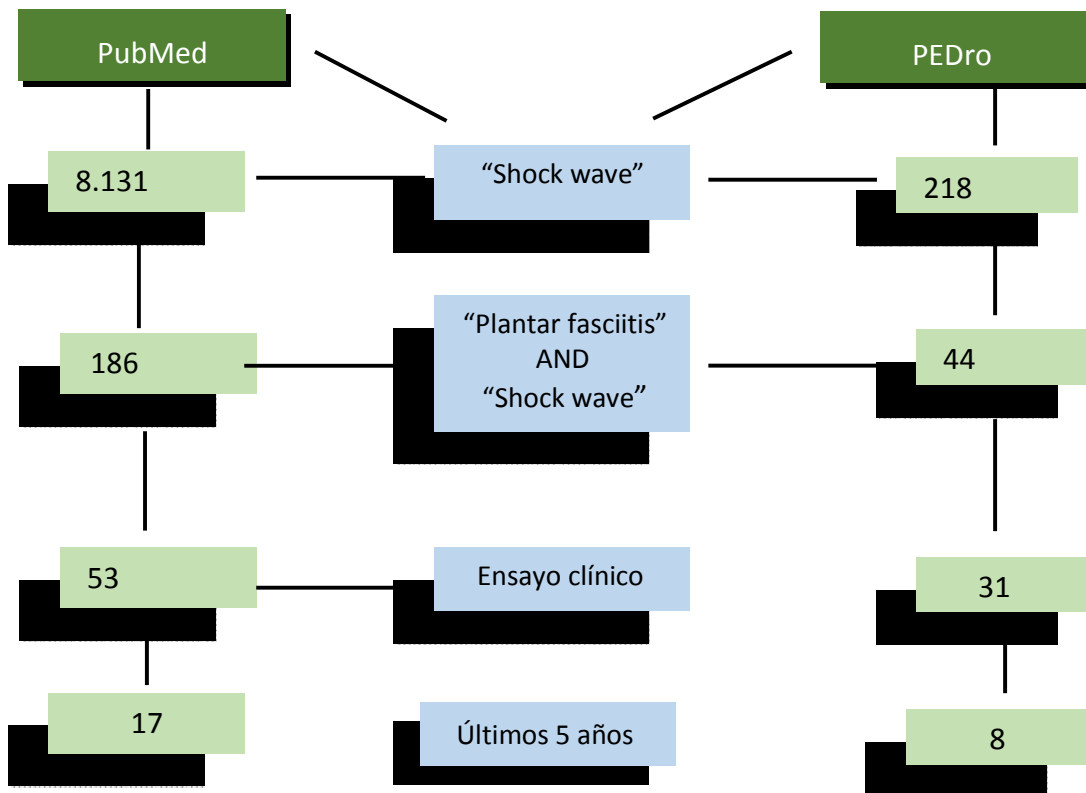 PubMed
PEDro
8.131
“Shock wave”
218
186
“Plantar fasciitis”
AND
“Shock wave”
44
53
Ensayo clínico
31
17
Últimos 5 años
8